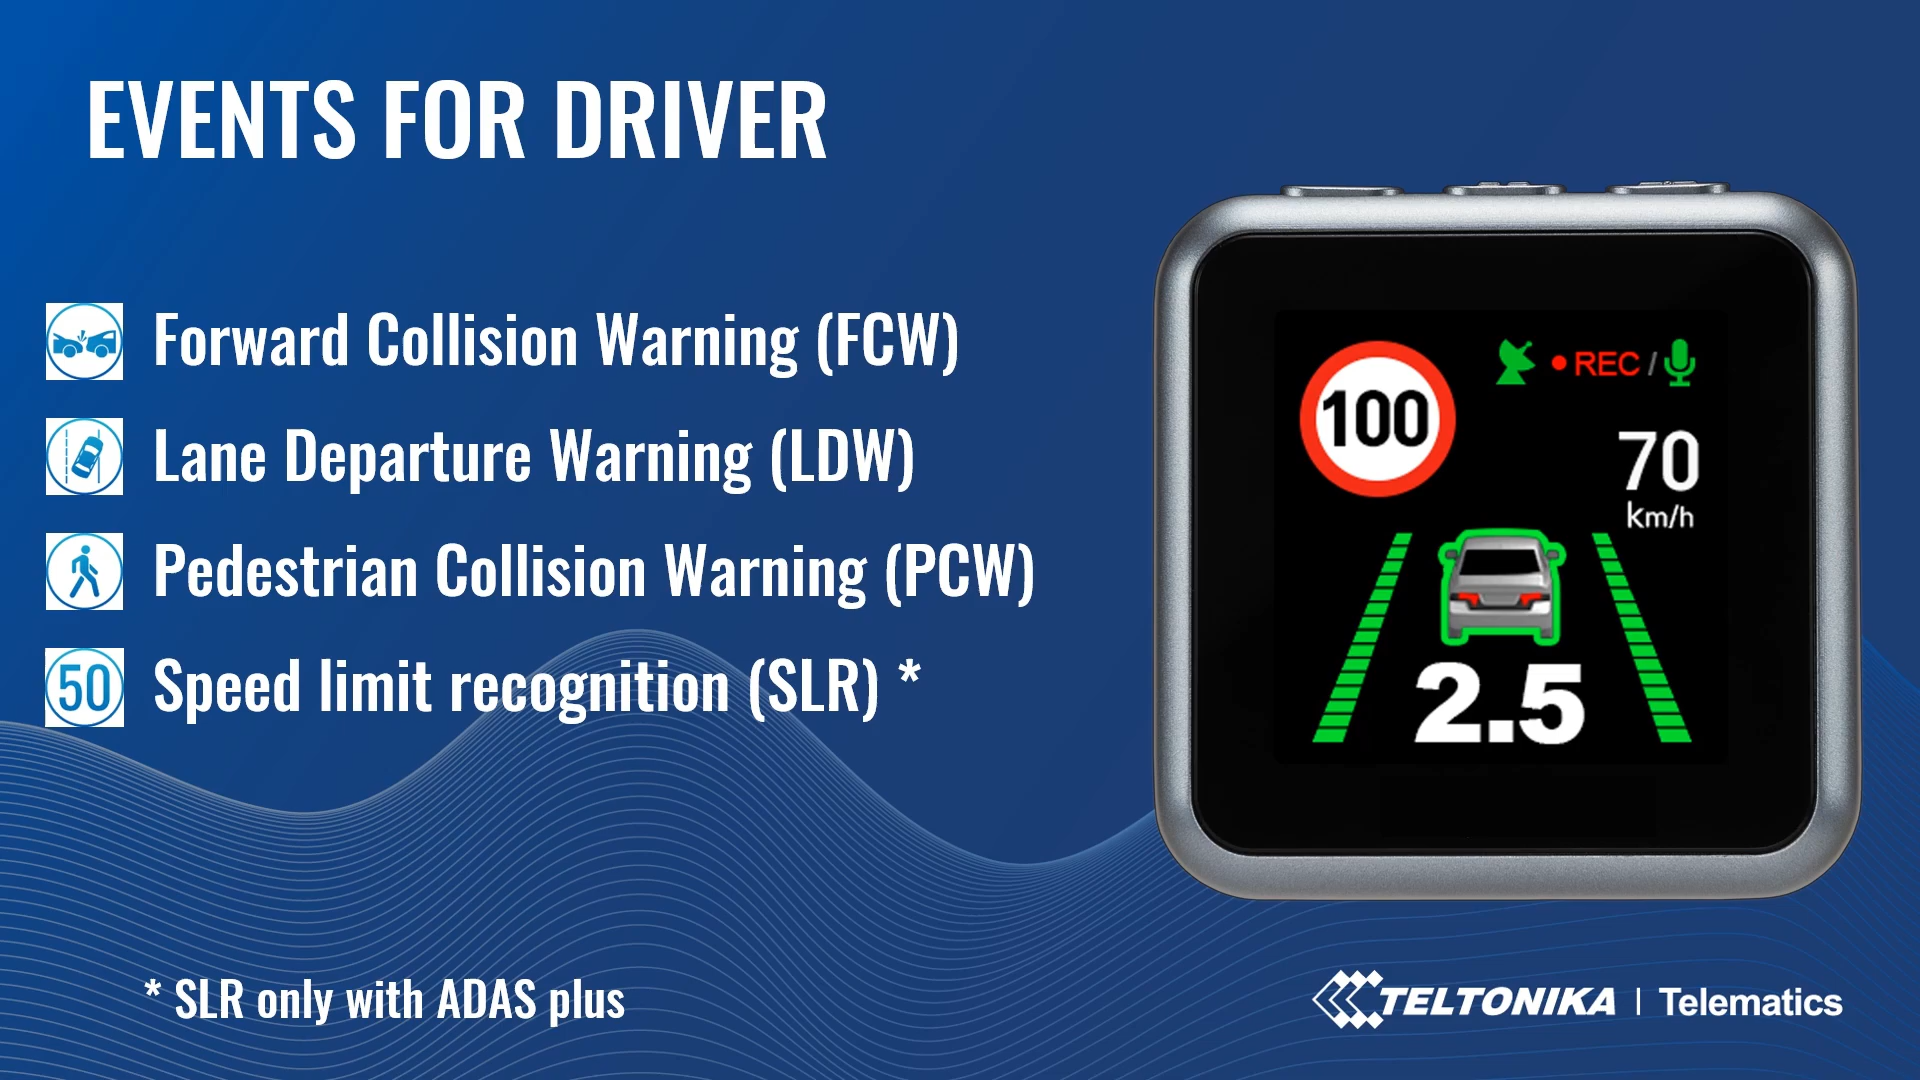 EVENTS FOR DRIVER
Forward Collision Warning (FCW)
Lane Departure Warning (LDW)
Pedestrian Collision Warning (PCW)
50
Speed limit recognition (SLR) *
100
REC /
70
km/h
2.5
* SLR only with ADAS plus
TELTONIKA | Telematics